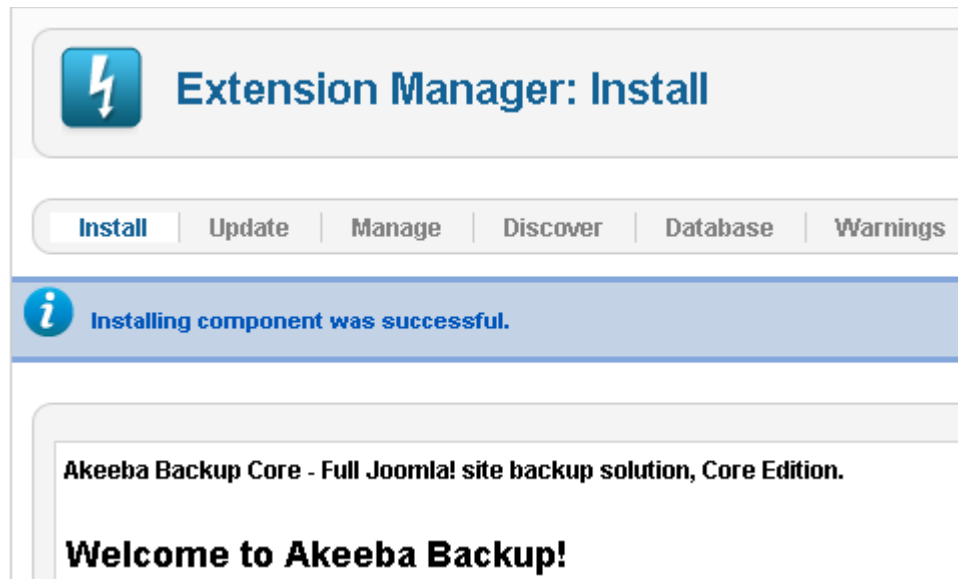 Extension Manager: Install
Install Update Manage Discover Database Warnings
Installing component was successful.
Akeeba Backup Core - Full Joomla! site backup solution, Core Edition.
Welcome to Akeeba Backup!